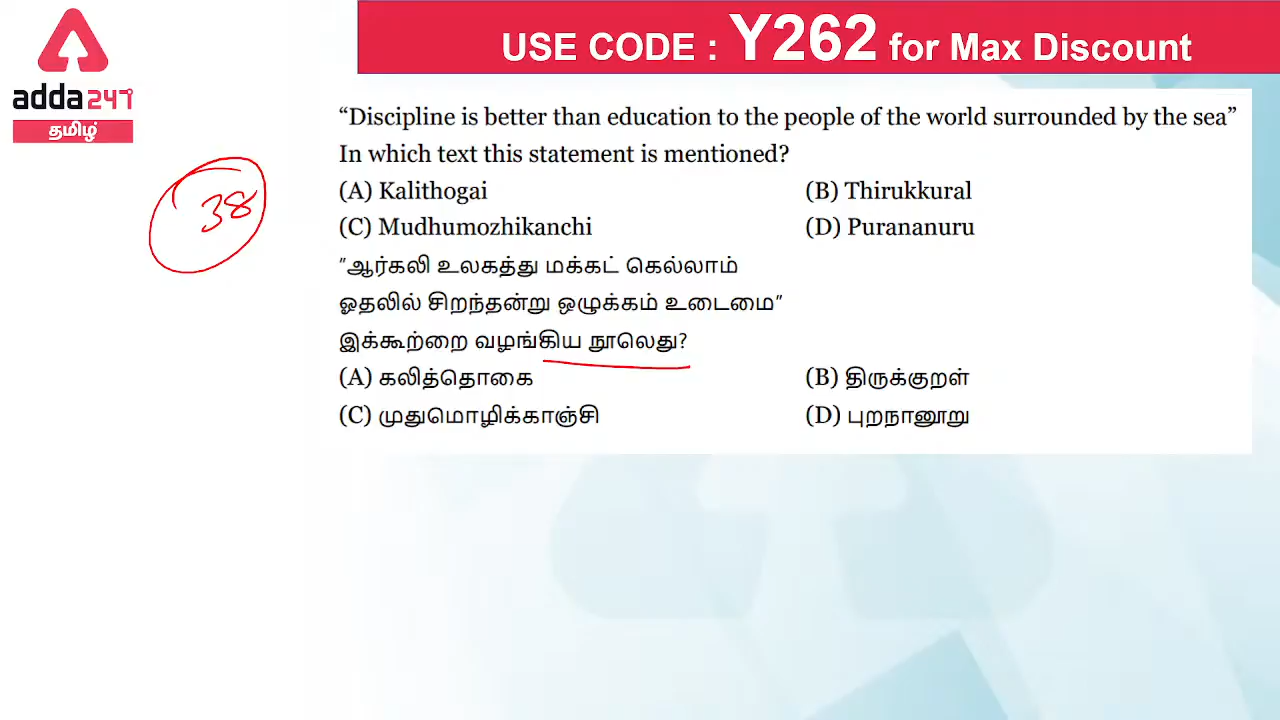 USE CODE : Y262 for Max Discount
adda247
தமிழ்
38
“Discipline is better than education to the people of the world surrounded by the sea”
In which text this statement is mentioned?
(A) Kalithogai (B) Thirukkural
(C) Mudhumozhikanchi (D) Purananuru
”ஆர்கலி உலகத்து மக்கட் கெல்லாம்
ஓதலில் சிறந்தன்று ஒழுக்கம் உடைமை”
இக்கூற்றை வழங்கிய நூலெது?
(A) கலித்தொகை (B) திருக்குறள்
(C) முதுமொழிக்காஞ்சி (D) புறநானூறு